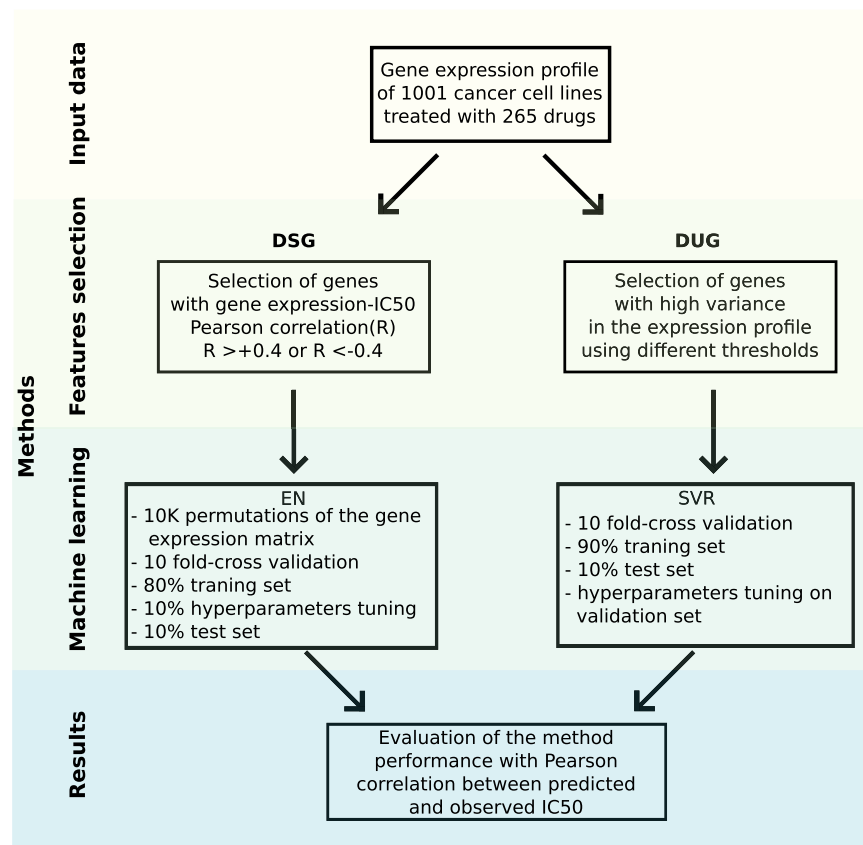 Input data
Gene expression profile
of 1001 cancer cell lines
treated with 265 drugs
Methods
Features selection
DSG
Selection of genes
with gene expression-IC50
Pearson correlation(R)
R >+0.4 or R <-0.4
DUG
Selection of genes
with high variance
in the expression profile
using different thresholds
Machine learning
EN
- 10K permutations of the gene
expression matrix
- 10 fold-cross validation
- 80% traning set
- 10% hyperparameters tuning
- 10% test set
SVR
- 10 fold-cross validation
- 90% traning set
- 10% test set
- hyperparameters tuning on
validation set
Results
Evaluation of the method
performance with Pearson
correlation between predicted
and observed IC50